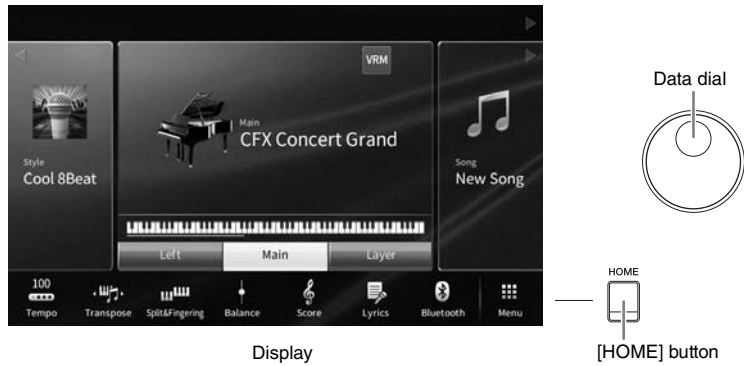 VRM
Main
CFX Concert Grand
Style
Cool 8Beat
Song
New Song
Left
Main
Layer
100
Tempo
Transpose
Split&Fingering
Balance
Score
Lyrics
Bluetooth
Menu
Display
Data dial
HOME
[HOME] button